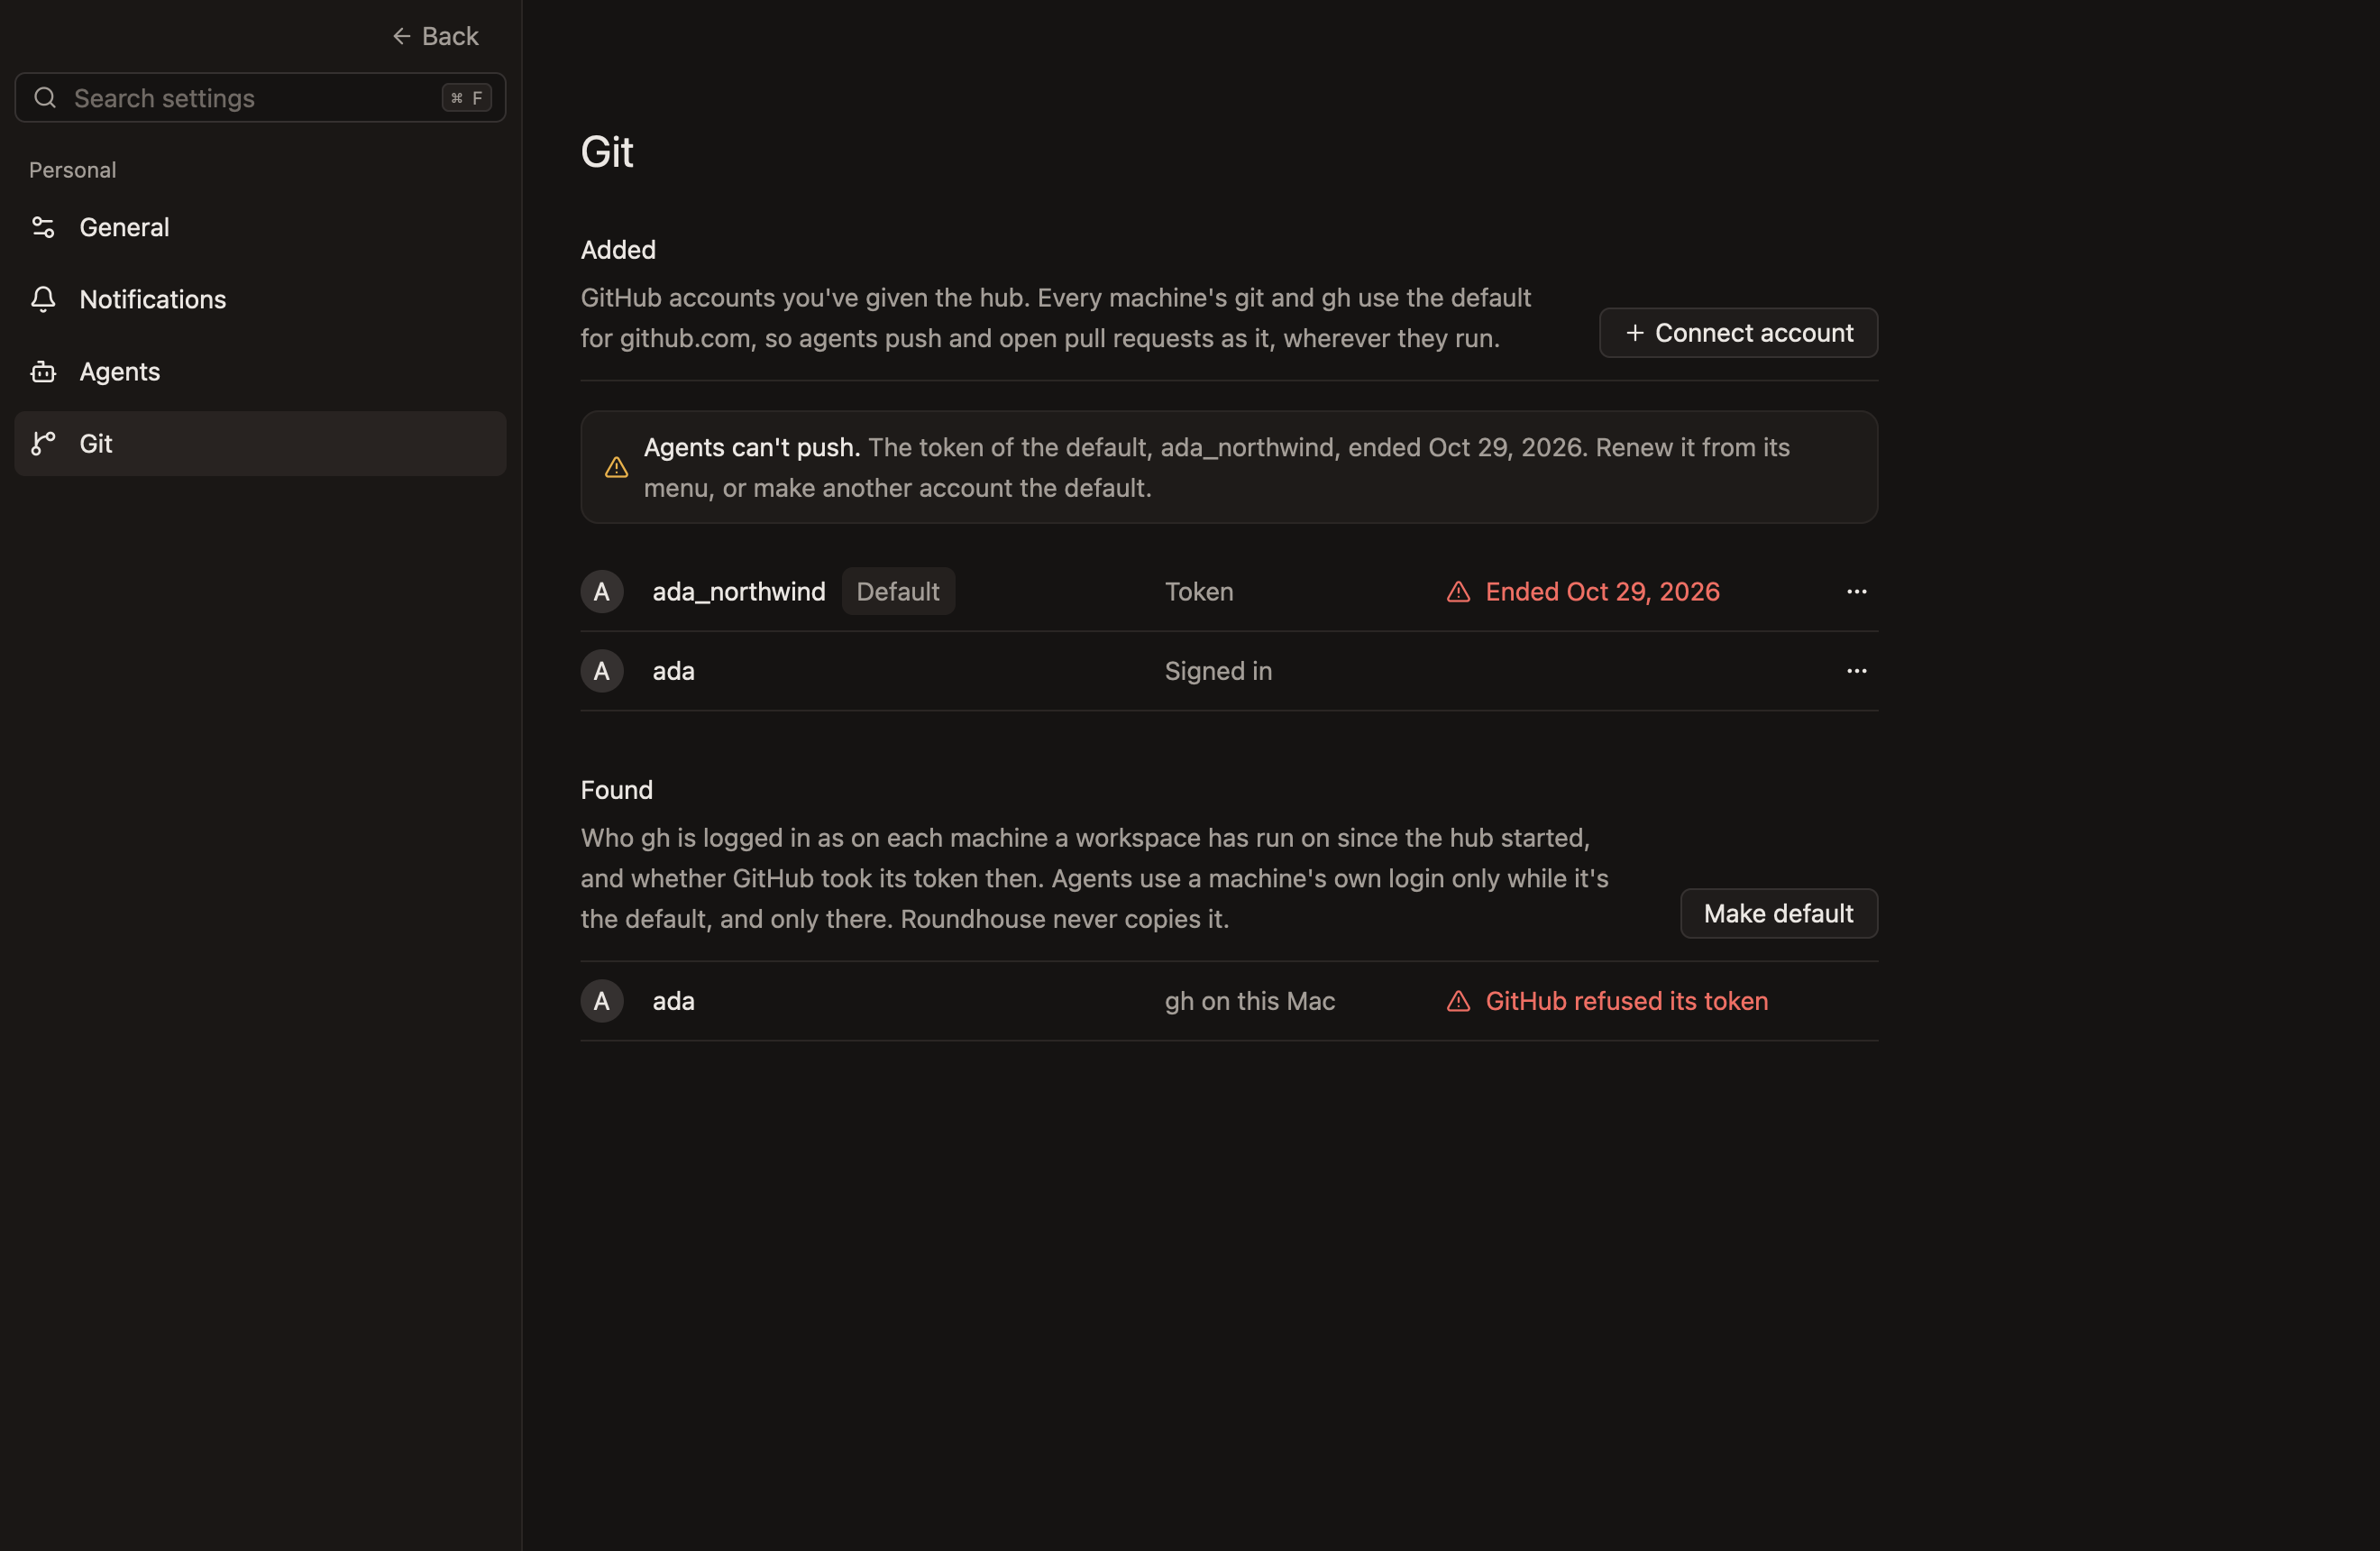 Back
Search settings
⌘ F
Personal
General
Notifications
Agents
Git
Git
Added
GitHub accounts you've given the hub. Every machine's git and gh use the default
for github.com, so agents push and open pull requests as it, wherever they run.
Connect account
Agents can't push. The token of the default, ada_northwind, ended Oct 29, 2026. Renew it from its
menu, or make another account the default.
A ada_northwind Default Token Ended Oct 29, 2026
A ada Signed in
Found
Who gh is logged in as on each machine a workspace has run on since the hub started,
and whether GitHub took its token then. Agents use a machine's own login only while it's
the default, and only there. Roundhouse never copies it.
Make default
A ada gh on this Mac GitHub refused its token